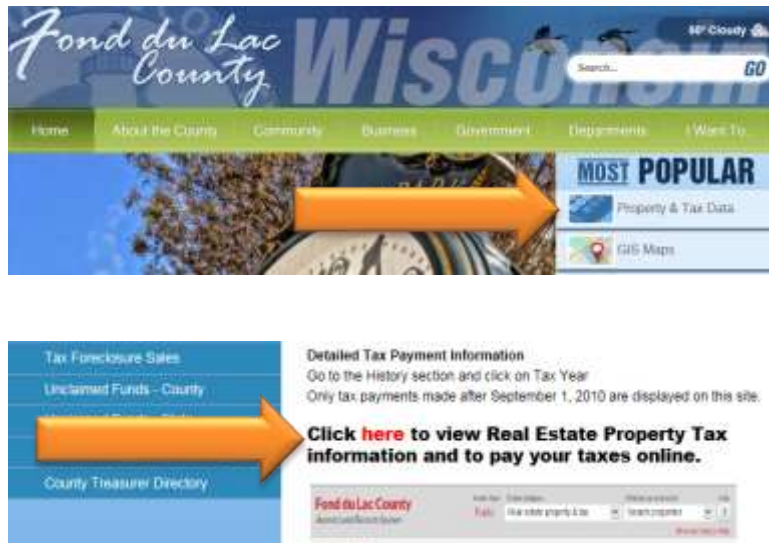 Fond du Lac
County
Wisconsin
60° Cloudy
Search...
GO
Home
About the County
Community
Business
Government
Departments
I Want To...
MOST POPULAR
Property & Tax Data
GIS Maps
Tax Foreclosure Sales
Unclaimed Funds - County
County Treasurer Directory
Detailed Tax Payment Information
Go to the History section and click on Tax Year
Only tax payments made after September 1, 2010 are displayed on this site.
Click here to view Real Estate Property Tax
information and to pay your taxes online.
Fond du Lac County